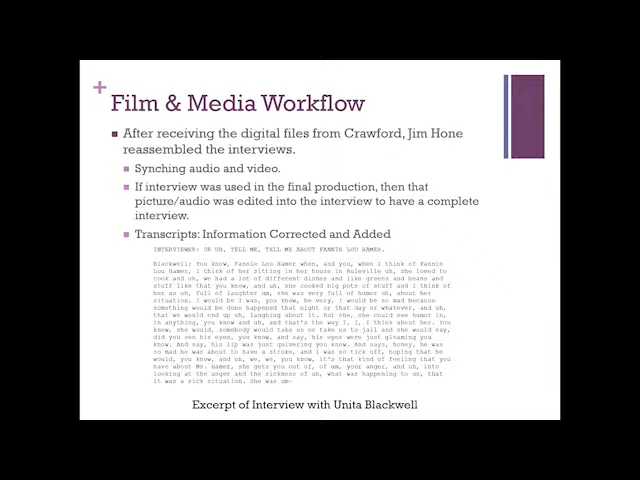 +
Film & Media Workflow
After receiving the digital files from Crawford, Jim Hone
reassembled the interviews.
Synching audio and video.
If interview was used in the final production, then that
picture/audio was edited into the interview to have a complete
interview.
Transcripts: Information Corrected and Added
INTERVIEWER: OK UH, TELL ME, TELL ME ABOUT FANNIE LOU HAMER.
Blackwell: You know, Fannie Lou Hamer when, and you, when I think of Fannie
Lou Hamer, I think of her sitting in her house in Ruleville uh, she loved to
cook and uh, we had a lot of different dishes and like greens and beans and
stuff like that you know, and uh, she cooked big puts of stuff and I think of
her as uh, full of laughter um, she was very full of humor uh, about her
situation. I would be I was, you know, be very, I would be so mad because
something would be done happened that night or that day or whatever, and uh,
that we would end up uh, laughing about it. But she, she could see humor in,
in anything, you know and uh, and that's the way I, I, I think about her. You
know, she would, somebody would take us or take us to jail and she would say,
did you see his eyes, you know, and say, his eyes were just gleaming you
know. And say, his lip was just quivering you know. And says, honey, he was
so mad he was about to have a stroke, and I was so tick off, hoping that he
would, you know, and uh, we, we, you know, it's that kind of feeling that you
have about Ms. Hamer, she gets you out of, of um, your anger, and uh, into
looking at the anger and the sickness of uh, what was happening to us, that
it was a sick situation. She was um-
Excerpt of Interview with Unita Blackwell